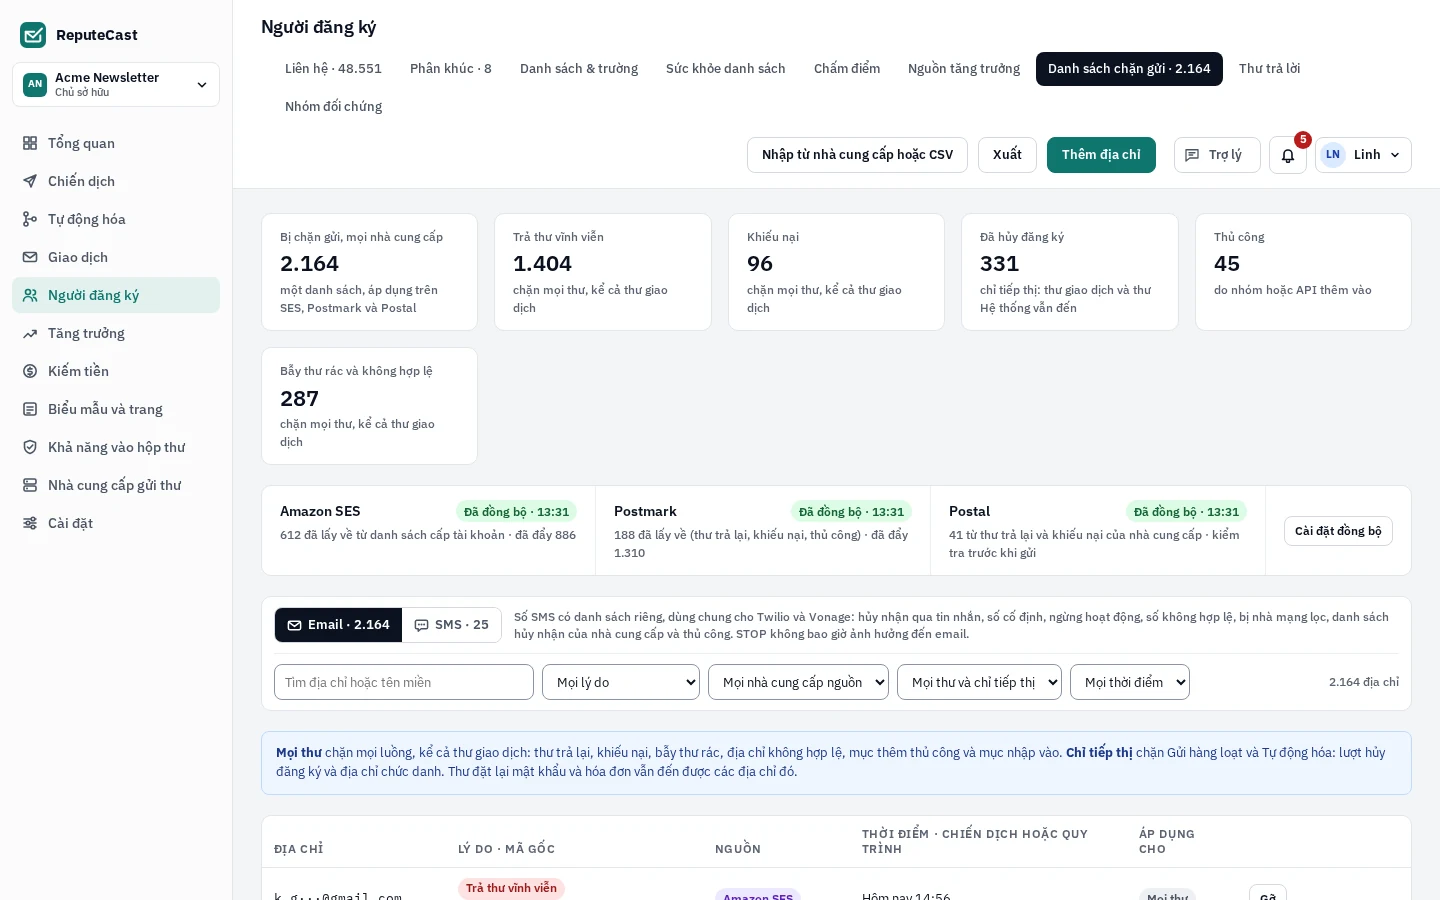 ReputeCast
AN
Acme Newsletter
Chủ sở hữu
Tổng quan
Chiến dịch
Tự động hóa
Giao dịch
Người đăng ký
Tăng trưởng
Kiếm tiền
Biểu mẫu và trang
Khả năng vào hộp thư
Nhà cung cấp gửi thư
Cài đặt
Người đăng ký
Liên hệ · 48.551
Phân khúc · 8
Danh sách & trường
Sức khỏe danh sách
Chấm điểm
Nguồn tăng trưởng
Danh sách chặn gửi · 2.164
Thư trả lời
Nhóm đối chứng
Nhập từ nhà cung cấp hoặc CSV
Xuất
Thêm địa chỉ
Trợ lý
5
LN
Linh
Bị chặn gửi, mọi nhà cung cấp
2.164
một danh sách, áp dụng trên
SES, Postmark và Postal
Trả thư vĩnh viễn
1.404
chặn mọi thư, kể cả thư giao
dịch
Khiếu nại
96
chặn mọi thư, kể cả thư giao
dịch
Đã hủy đăng ký
331
chỉ tiếp thị: thư giao dịch và thư
Hệ thống vẫn đến
Thủ công
45
do nhóm hoặc API thêm vào
Bẫy thư rác và không hợp lệ
287
chặn mọi thư, kể cả thư giao
dịch
Amazon SES
Đã đồng bộ · 13:31
612 đã lấy về từ danh sách cấp tài khoản · đã đẩy 886
Postmark
Đã đồng bộ · 13:31
188 đã lấy về (thư trả lại, khiếu nại, thủ công) · đã đẩy
1.310
Postal
Đã đồng bộ · 13:31
41 từ thư trả lại và khiếu nại của nhà cung cấp · kiểm
tra trước khi gửi
Cài đặt đồng bộ
Email · 2.164
SMS · 25
Số SMS có danh sách riêng, dùng chung cho Twilio và Vonage: hủy nhận qua tin nhắn, số cố định, ngừng hoạt động, số không hợp lệ, bị nhà mạng lọc, danh sách
hủy nhận của nhà cung cấp và thủ công. STOP không bao giờ ảnh hưởng đến email.
Tìm địa chỉ hoặc tên miền
Mọi lý do
Mọi nhà cung cấp nguồn
Mọi thư và chỉ tiếp thị
Mọi thời điểm
2.164 địa chỉ
Mọi thư chặn mọi luồng, kể cả thư giao dịch: thư trả lại, khiếu nại, bẫy thư rác, địa chỉ không hợp lệ, mục thêm thủ công và mục nhập vào. Chỉ tiếp thị chặn Gửi hàng loạt và Tự động hóa: lượt hủy
đăng ký và địa chỉ chức danh. Thư đặt lại mật khẩu và hóa đơn vẫn đến được các địa chỉ đó.
ĐỊA CHỈ
LÝ DO · MÃ GỐC
NGUỒN
THỜI ĐIỂM · CHIẾN DỊCH HOẶC QUY
TRÌNH
ÁP DỤNG
CHO
k.g···@gmail.com
Trả thư vĩnh viễn
Amazon SES
Hôm nay 14:56
Mọi thư
Gỡ